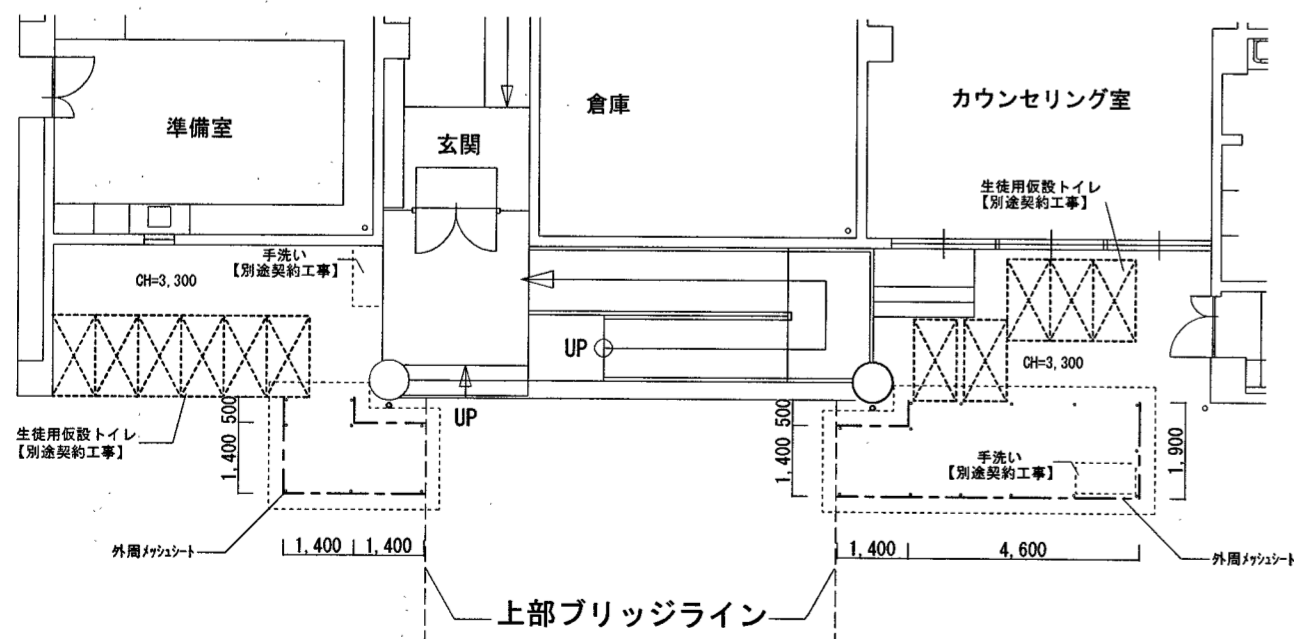 準備室
玄関
倉庫
カウンセリング室
生徒用仮設トイレ
【別途契約工事】
手洗い
【別途契約工事】
CH=3,300
UP
CH=3,300
UP
生徒用仮設トイレ
【別途契約工事】
500
1,400
500
1,400
手洗い
【別途契約工事】
1,900
外周メッシュシート
1,400
1,400
1,400
4,600
外周メッシュシート
上部ブリッジライン